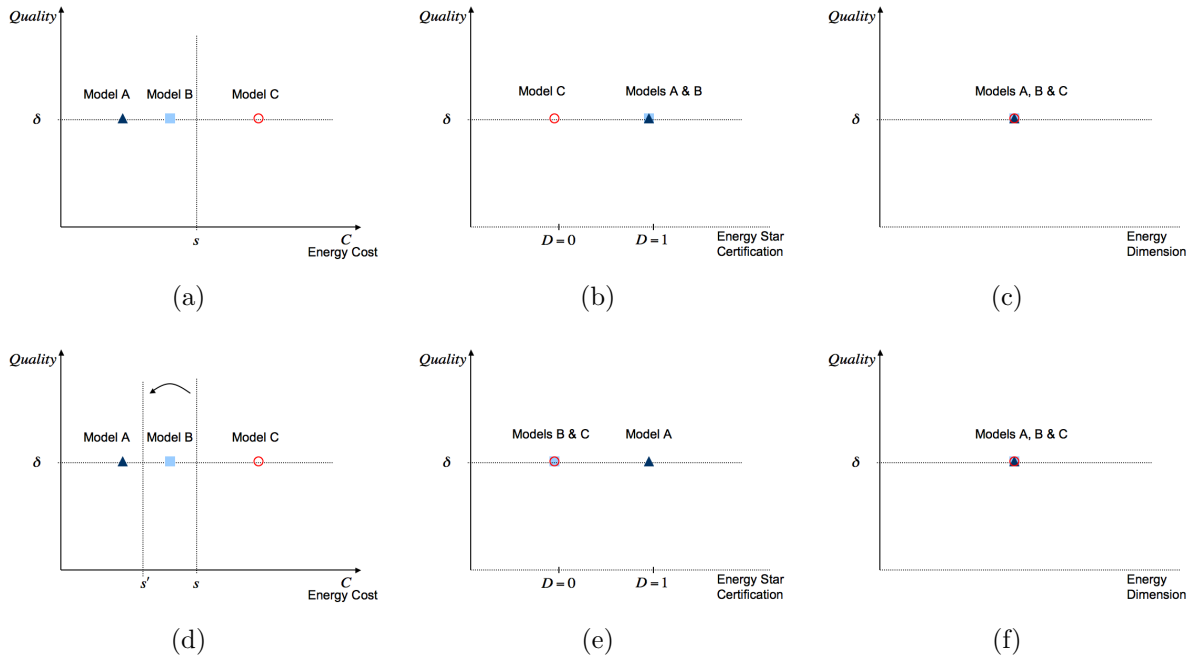 Quality
Model A
Model B
Model C
δ
s
C
Energy Cost
(a)
Quality
Model C
Models A & B
δ
D = 0
D = 1
Energy Star
Certification
(b)
Quality
Models A, B & C
δ
Energy
Dimension
(c)
Quality
Model A
Model B
Model C
δ
s'
s
C
Energy Cost
(d)
Quality
Models B & C
Model A
δ
D = 0
D = 1
Energy Star
Certification
(e)
Quality
Models A, B & C
δ
Energy
Dimension
(f)